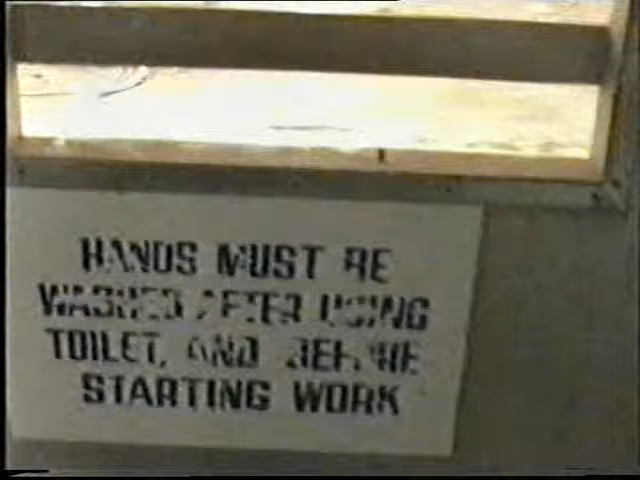 HANDS MUST BE
WASHED AFTER USING
TOILET, AND BEFORE
STARTING WORK